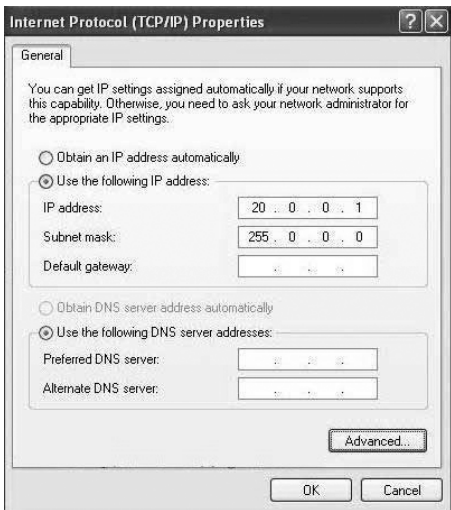 Internet Protocol (TCP/IP) Properties
General
You can get IP settings assigned automatically if your network supports
this capability. Otherwise, you need to ask your network administrator for
the appropriate IP settings.
Obtain an IP address automatically
Use the following IP address:
IP address: 20 . 0 . 0 . 1
Subnet mask: 255 . 0 . 0 . 0
Default gateway: . . .
Obtain DNS server address automatically
Use the following DNS server addresses:
Preferred DNS server: . . .
Alternate DNS server: . . .
Advanced...
OK Cancel